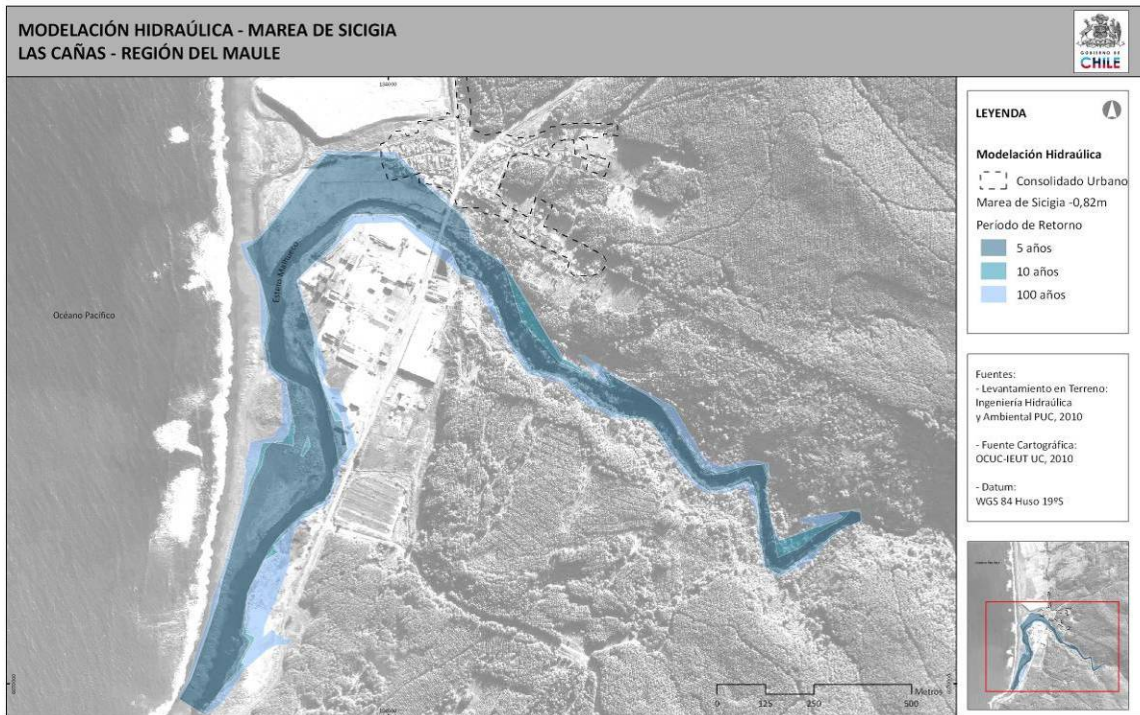 MODELACIÓN HIDRAÚLICA - MAREA DE SICIGIA
LAS CAÑAS - REGIÓN DEL MAULE
GOBIERNO DE
CHILE
Océano Pacífico
LEYENDA
Modelación Hidraúlica
Consolidado Urbano
Marea de Sicigia -0,82m
Período de Retorno
5 años
10 años
100 años
Fuentes:
- Levantamiento en Terreno:
Ingeniería Hidraúlica
y Ambiental PUC, 2010
- Fuente Cartográfica:
OCUC-IEUT UC, 2010
- Datum:
WGS 84 Huso 19ºS
Metros
0 125 250 500